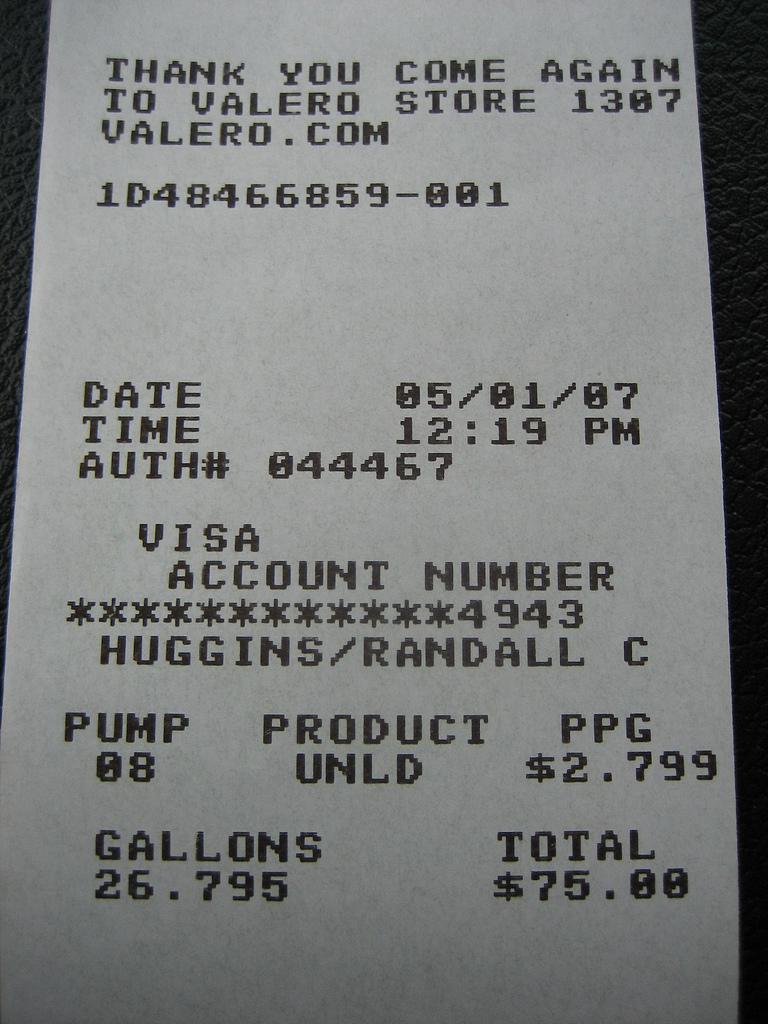 THANK YOU COME AGAIN
TO VALERO STORE 1307
VALERO.COM
1D48466859-001
DATE 05/01/07
TIME 12:19 PM
AUTH# 044467
VISA
ACCOUNT NUMBER
************4943
HUGGINS/RANDALL C
PUMP PRODUCT PPG
08 UNLD $2.799
GALLONS TOTAL
26.795 $75.00